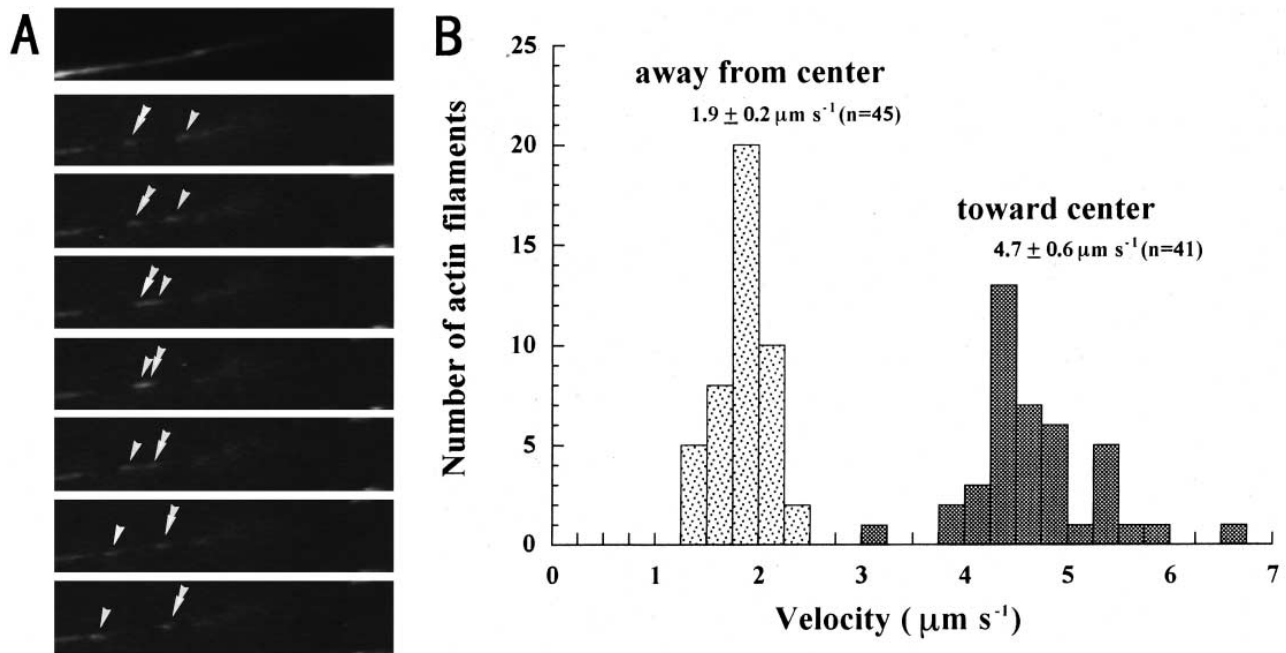 A
B
25
away from center
1.9 ± 0.2 μm s⁻¹ (n=45)
20
toward center
4.7 ± 0.6 μm s⁻¹ (n=41)
15
10
5
0
Number of actin filaments
0 1 2 3 4 5 6 7
Velocity ( μm s⁻¹)